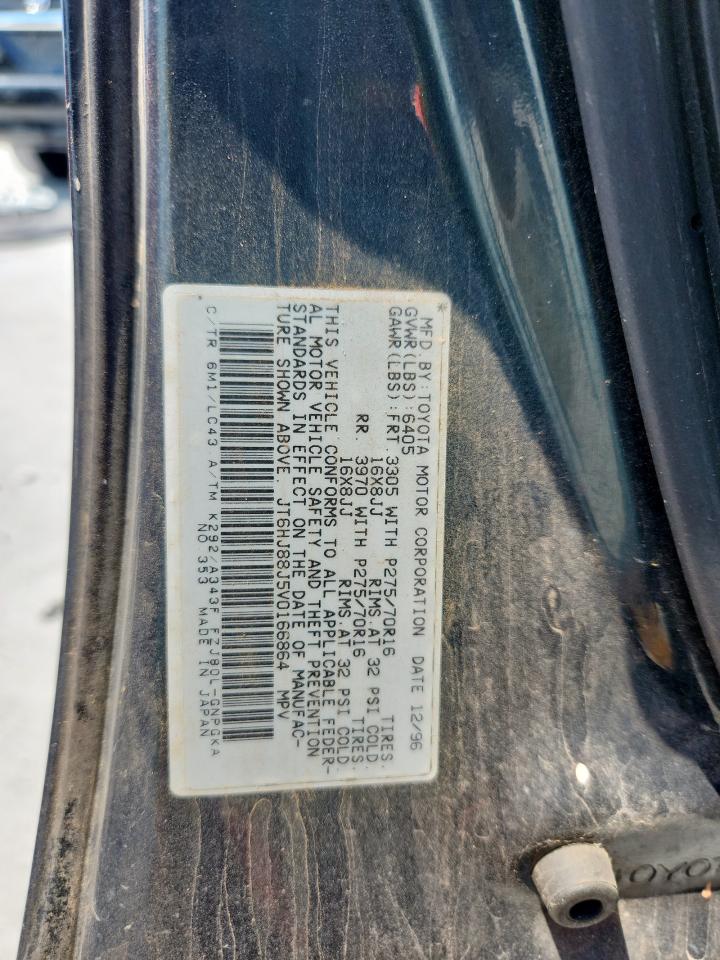 MFD. BY: TOYOTA MOTOR CORPORATION DATE 12/96
GVWR(LBS): 6405
GAWR(LBS): FRT. 3305 WITH P275/70R16 TIRES.
16X8JJ RIMS.AT 32 PSI COLD.
RR. 3970 WITH P275/70R16 TIRES.
16X8JJ RIMS.AT 32 PSI COLD.
THIS VEHICLE CONFORMS TO ALL APPLICABLE FEDER-
AL MOTOR VEHICLE SAFETY AND THEFT PREVENTION
STANDARDS IN EFFECT ON THE DATE OF MANUFAC-
TURE SHOWN ABOVE. JT6HJ88J5V0166864 MPV
C/TR 6M1/LC43 A/TM K292/A343F FZJ80L-GNPGKA
NO 353 MADE IN JAPAN
TOYOT